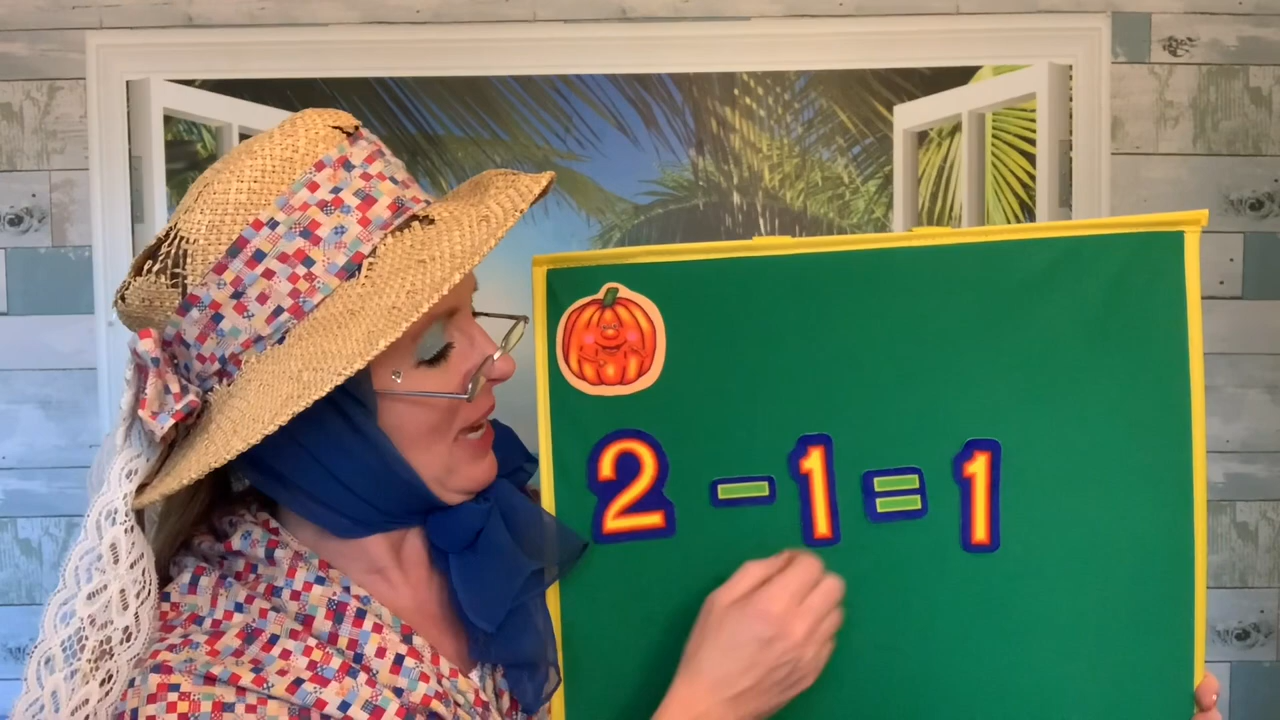 2 - 1 = 1